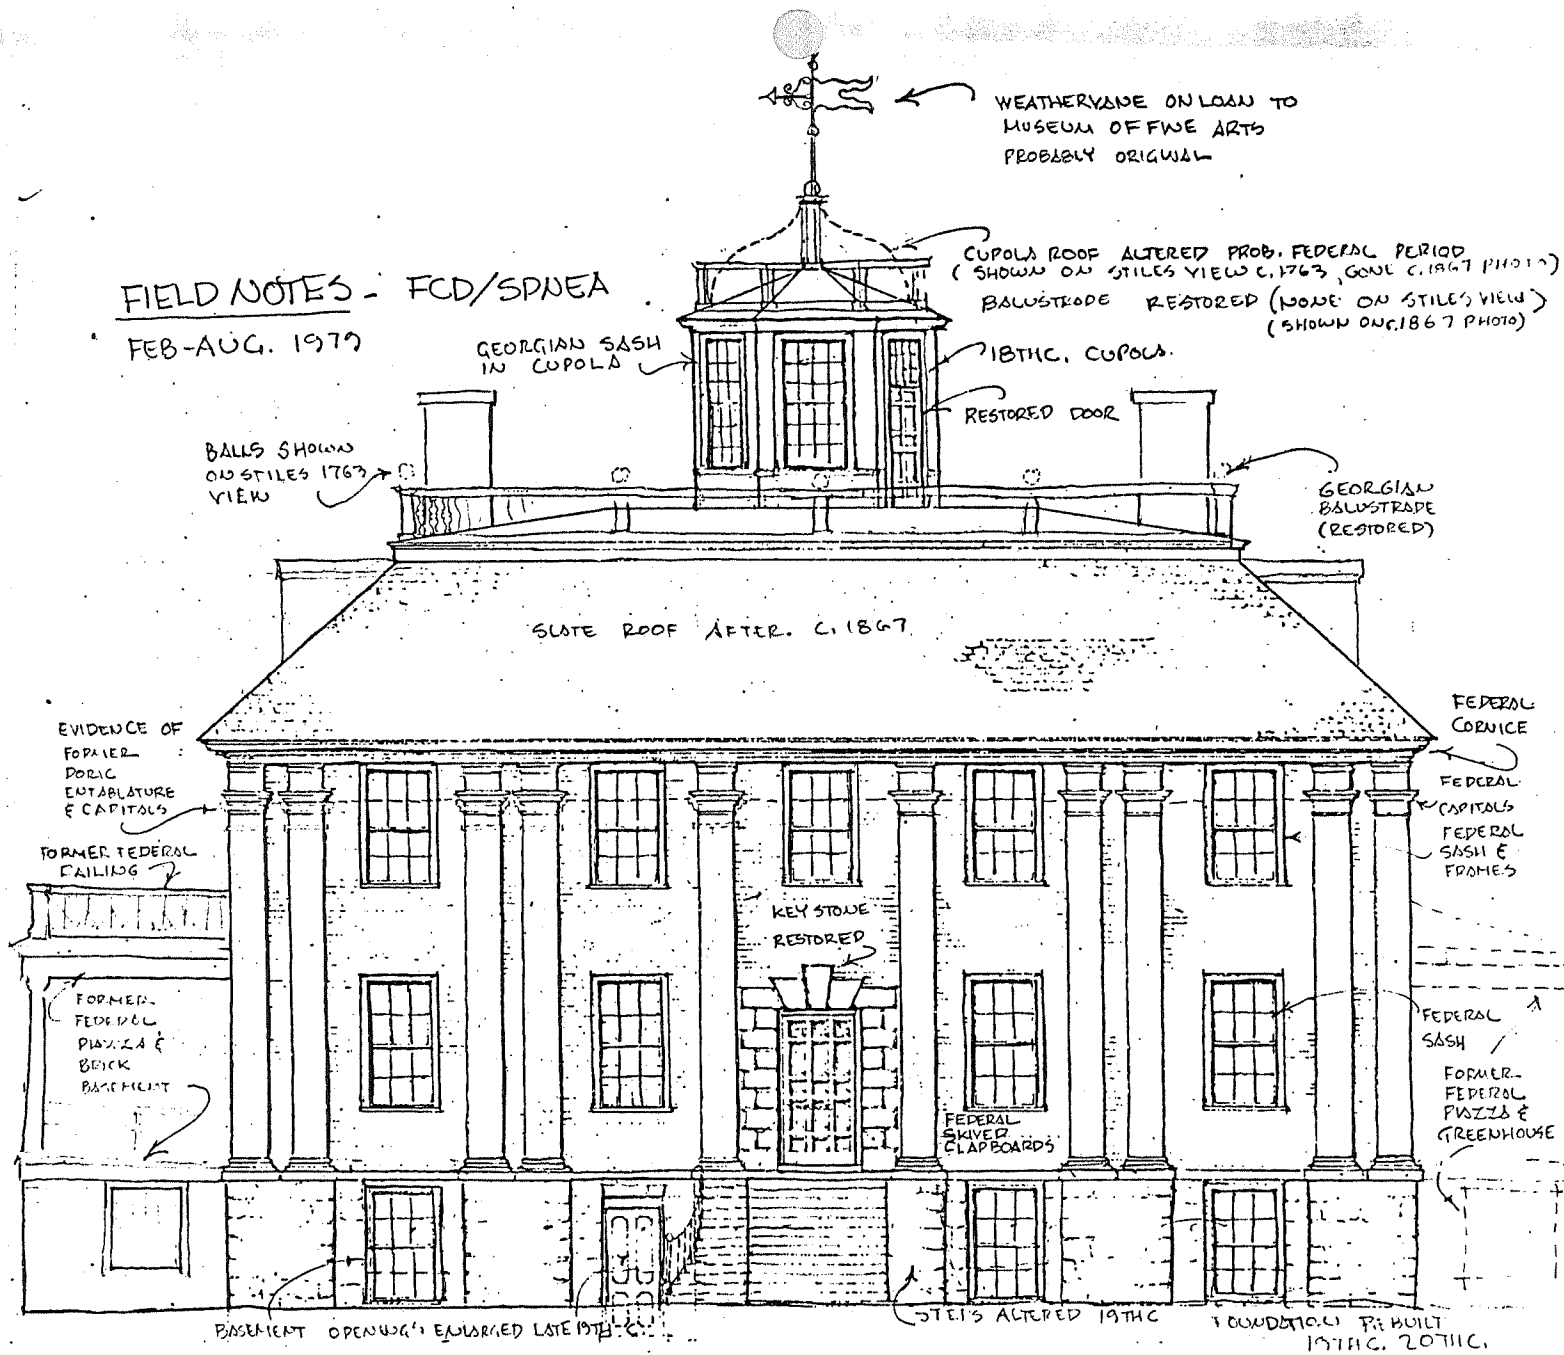 WEATHERVANE ON LOAN TO
MUSEUM OF FINE ARTS
PROBABLY ORIGINAL
CUPOLA ROOF ALTERED PROB. FEDERAL PERIOD
(SHOWN ON STILES VIEW C. 1763, GONE C. 1867 PHOTO)
BALUSTRADE RESTORED (NONE ON STILES VIEW)
(SHOWN ON C. 1867 PHOTO)
FIELD NOTES - FCD/SPNEA
FEB-AUG. 1979
GEORGIAN SASH
IN CUPOLA
18TH C. CUPOLA.
RESTORED DOOR
BALLS SHOWN
ON STILES 1763
VIEW
GEORGIAN
BALUSTRADE
(RESTORED)
SLATE ROOF AFTER. C. 1867
EVIDENCE OF
FORMER
DORIC
ENTABLATURE
& CAPITALS
FEDERAL
CORNICE
FEDERAL
CAPITALS
FEDERAL
SASH &
FRAMES
FORMER FEDERAL
RAILING
KEY STONE
RESTORED
FORMER
FEDERAL
PIAZZA &
BRICK
BASEMENT
FEDERAL
SASH
FORMER
FEDERAL
PIAZZA &
GREENHOUSE
FEDERAL
SKIVED
CLAPBOARDS
BASEMENT OPENING'S ENLARGED LATE 19TH C.
STEPS ALTERED 19TH C
FOUNDATION REBUILT
19TH C. 20TH C.